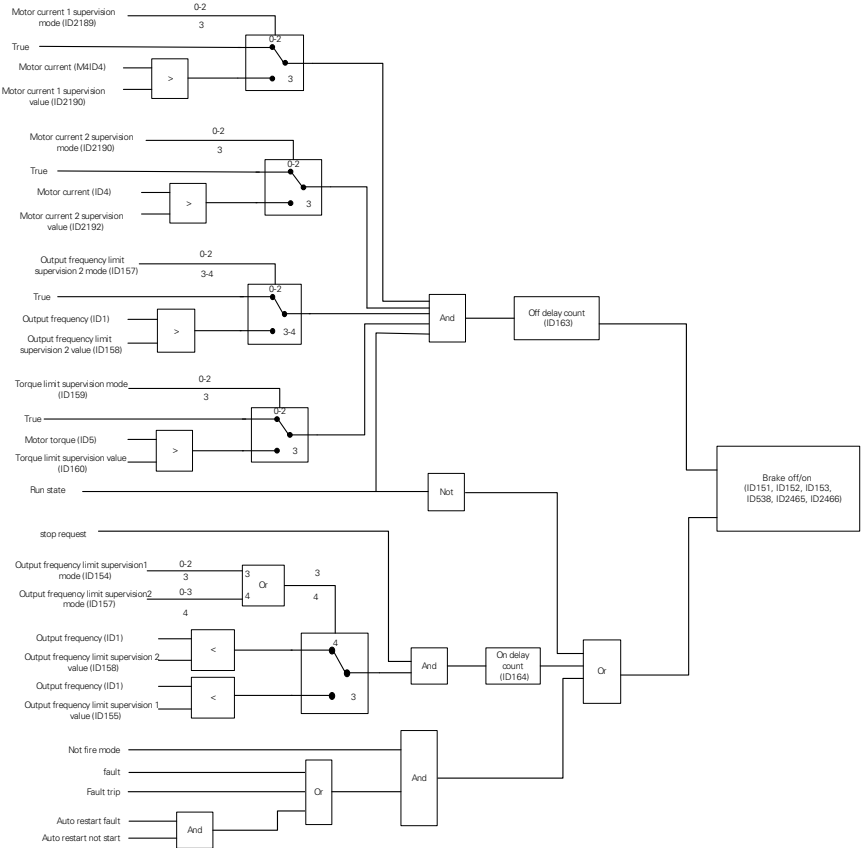 Motor current 1 supervision
mode (ID2189)
0-2
3
True
0-2
Motor current (M4ID4)
>
3
Motor current 1 supervision
value (ID2190)
Motor current 2 supervision
mode (ID2190)
0-2
3
True
0-2
Motor current (ID4)
>
3
Motor current 2 supervision
value (ID2192)
Output frequency limit
supervision 2 mode (ID157)
0-2
3-4
True
0-2
Output frequency (ID1)
>
3-4
Output frequency limit
supervision 2 value (ID158)
And
Off delay count
(ID163)
Torque limit supervision mode
(ID159)
0-2
3
True
0-2
Motor torque (ID5)
>
3
Torque limit supervision value
(ID160)
Run state
Not
Brake off/on
(ID151, ID152, ID153,
ID538, ID2465, ID2466)
stop request
Output frequency limit supervision1
mode (ID154)
0-2
3
3
Or
3
Output frequency limit supervision2
mode (ID157)
0-3
4
4
4
Output frequency (ID1)
<
4
Output frequency limit supervision 2
value (ID158)
Output frequency (ID1)
<
3
Output frequency limit supervision 1
value (ID155)
And
On delay
count
(ID164)
Or
Not fire mode
fault
Fault trip
Or
And
Auto restart fault
And
Auto restart not start